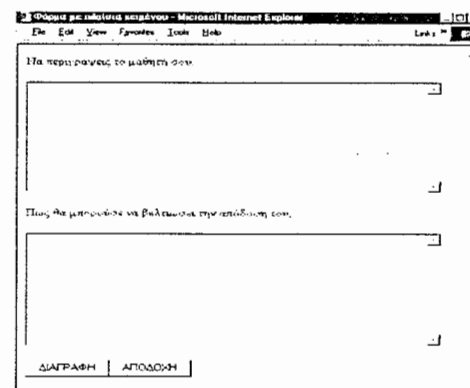 Φόρμα με πλαίσια κειμένου - Microsoft Internet Explorer
File Edit View Favorites Tools Help Links »
Να περιγράψεις το μαθητή σου.
Πως θα μπορούσε να βελτιώσει την απόδοση του;
ΔΙΑΓΡΑΦΗ ΑΠΟΔΟΧΗ